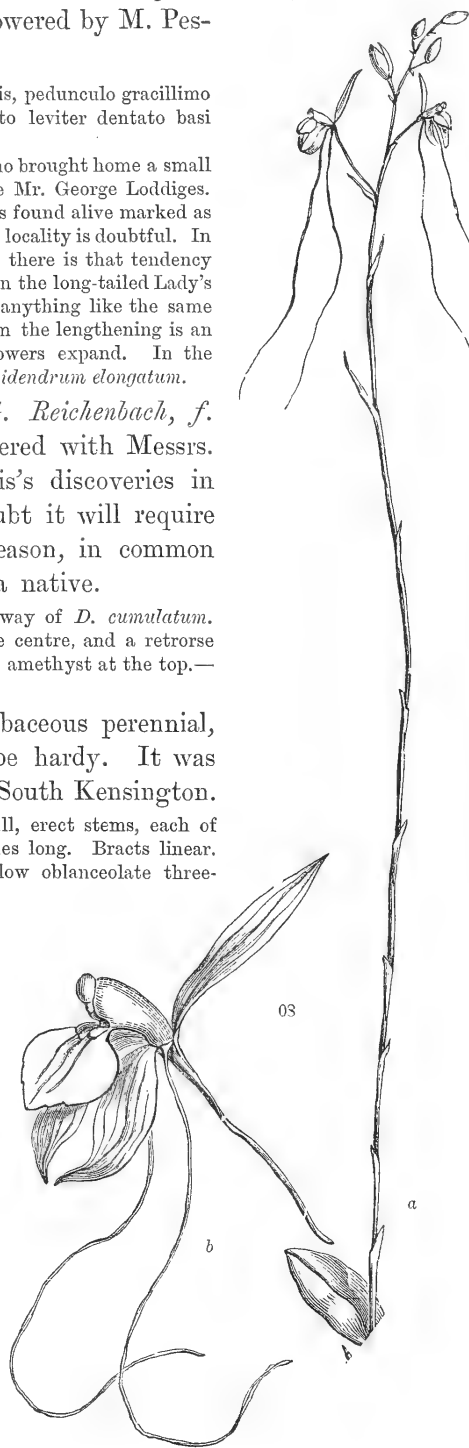 owered by M. Pes-
is, pedunculo gracillimo
to leviter dentato basi
no brought home a small
e Mr. George Loddiges.
s found alive marked as
locality is doubtful. In
there is that tendency
n the long-tailed Lady's
anything like the same
n the lengthening is an
owers expand. In the
idendrum elongatum.
Reichenbach, f.
ered with Messrs.
is's discoveries in
ubt it will require
eason, in common
a native.
way of D. cumulatum.
e centre, and a retrorse
amethyst at the top.—
baceous perennial,
be hardy. It was
South Kensington.
ll, erect stems, each of
es long. Bracts linear.
low oblanceolate three-
03
a
b